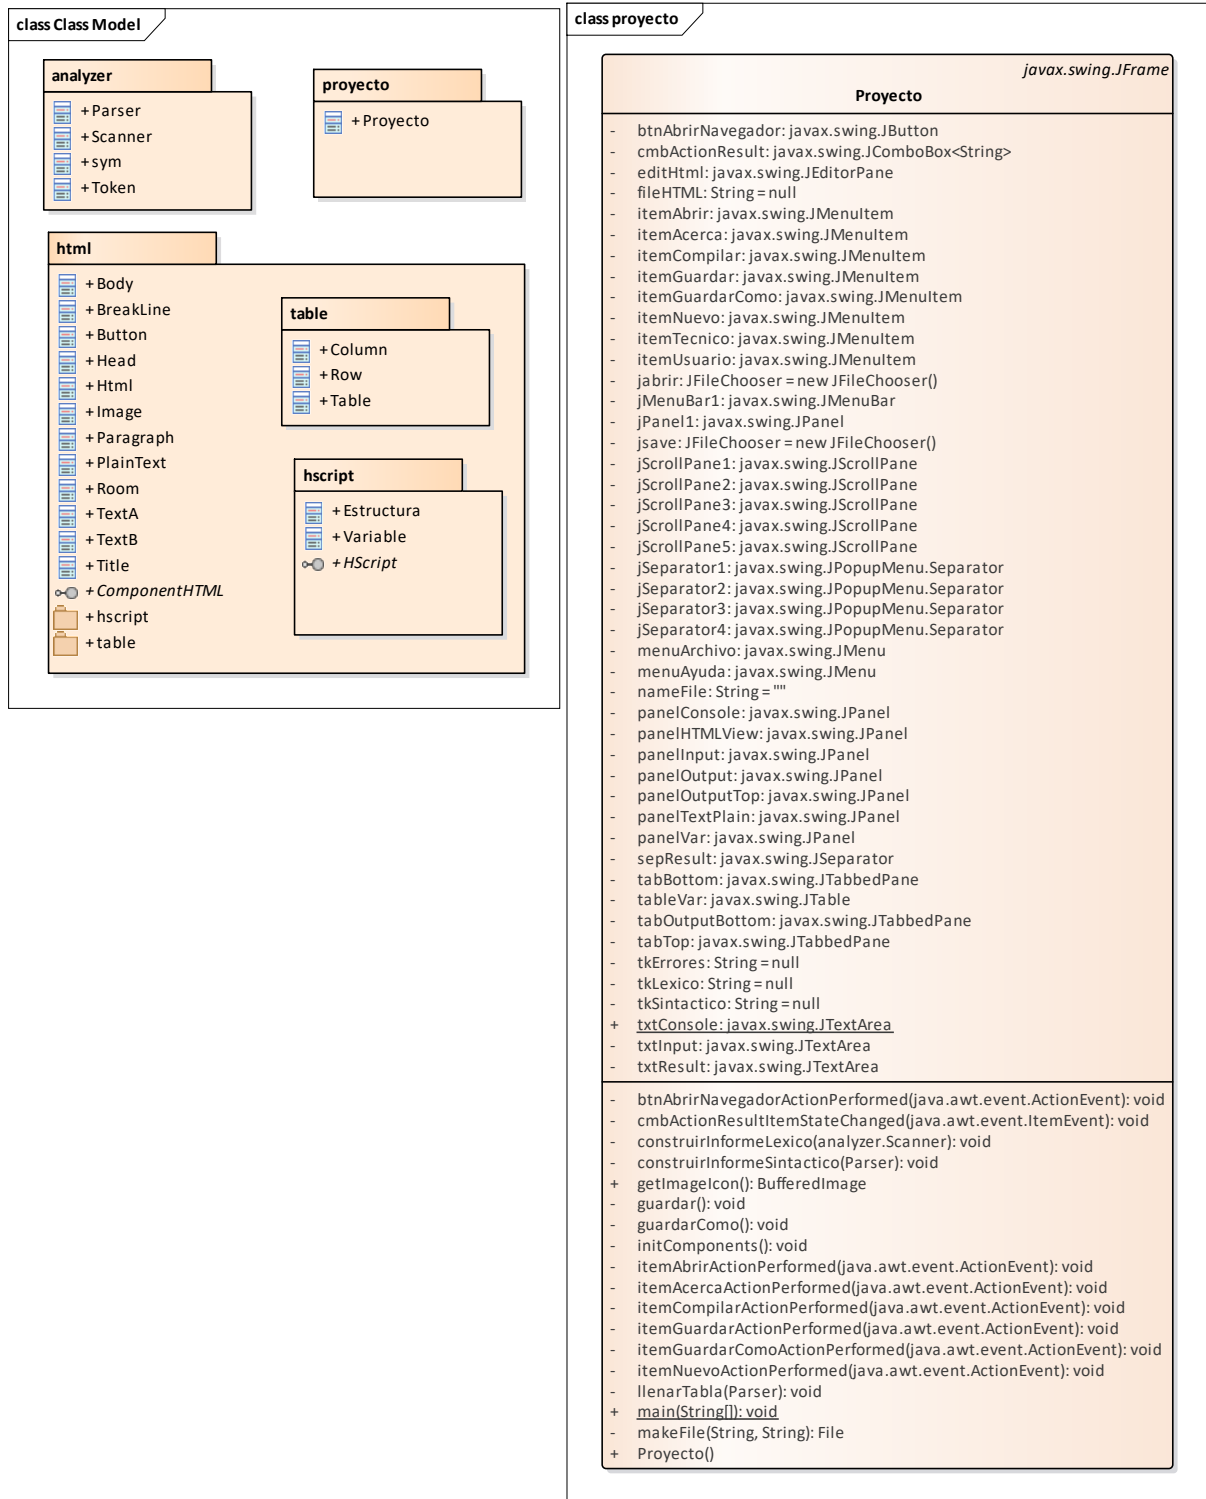 class Class Model
analyzer
+ Parser
+ Scanner
+ sym
+ Token
proyecto
+ Proyecto
html
+ Body
+ BreakLine
+ Button
+ Head
+ Html
+ Image
+ Paragraph
+ PlainText
+ Room
+ TextA
+ TextB
+ Title
+ ComponentHTML
+ hscript
+ table
table
+ Column
+ Row
+ Table
hscript
+ Estructura
+ Variable
+ HScript
class proyecto
javax.swing.JFrame
Proyecto
- btnAbrirNavegador: javax.swing.JButton
- cmbActionResult: javax.swing.JComboBox<String>
- editHtml: javax.swing.JEditorPane
- fileHTML: String = null
- itemAbrir: javax.swing.JMenuItem
- itemAcerca: javax.swing.JMenuItem
- itemCompilar: javax.swing.JMenuItem
- itemGuardar: javax.swing.JMenuItem
- itemGuardarComo: javax.swing.JMenuItem
- itemNuevo: javax.swing.JMenuItem
- itemTecnico: javax.swing.JMenuItem
- itemUsuario: javax.swing.JMenuItem
- jabrir: JFileChooser = new JFileChooser()
- jMenuBar1: javax.swing.JMenuBar
- jPanel1: javax.swing.JPanel
- jsave: JFileChooser = new JFileChooser()
- jScrollPane1: javax.swing.JScrollPane
- jScrollPane2: javax.swing.JScrollPane
- jScrollPane3: javax.swing.JScrollPane
- jScrollPane4: javax.swing.JScrollPane
- jScrollPane5: javax.swing.JScrollPane
- jSeparator1: javax.swing.JPopupMenu.Separator
- jSeparator2: javax.swing.JPopupMenu.Separator
- jSeparator3: javax.swing.JPopupMenu.Separator
- jSeparator4: javax.swing.JPopupMenu.Separator
- menuArchivo: javax.swing.JMenu
- menuAyuda: javax.swing.JMenu
- nameFile: String = ""
- panelConsole: javax.swing.JPanel
- panelHTMLView: javax.swing.JPanel
- panelInput: javax.swing.JPanel
- panelOutput: javax.swing.JPanel
- panelOutputTop: javax.swing.JPanel
- panelTextPlain: javax.swing.JPanel
- panelVar: javax.swing.JPanel
- sepResult: javax.swing.JSeparator
- tabBottom: javax.swing.JTabbedPane
- tableVar: javax.swing.JTable
- tabOutputBottom: javax.swing.JTabbedPane
- tabTop: javax.swing.JTabbedPane
- tkErrores: String = null
- tkLexico: String = null
- tkSintactico: String = null
+ txtConsole: javax.swing.JTextArea
- txtInput: javax.swing.JTextArea
- txtResult: javax.swing.JTextArea
- btnAbrirNavegadorActionPerformed(java.awt.event.ActionEvent): void
- cmbActionResultItemStateChanged(java.awt.event.ItemEvent): void
- construirInformeLexico(analyzer.Scanner): void
- construirInformeSintactico(Parser): void
+ getImageIcon(): BufferedImage
- guardar(): void
- guardarComo(): void
- initComponents(): void
- itemAbrirActionPerformed(java.awt.event.ActionEvent): void
- itemAcercaActionPerformed(java.awt.event.ActionEvent): void
- itemCompilarActionPerformed(java.awt.event.ActionEvent): void
- itemGuardarActionPerformed(java.awt.event.ActionEvent): void
- itemGuardarComoActionPerformed(java.awt.event.ActionEvent): void
- itemNuevoActionPerformed(java.awt.event.ActionEvent): void
- llenarTabla(Parser): void
+ main(String[]): void
- makeFile(String, String): File
+ Proyecto()